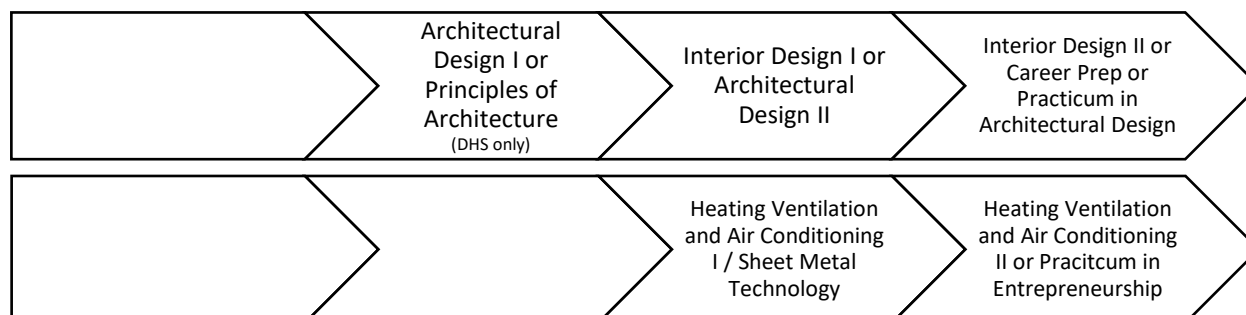 Architectural
Design I or
Principles of
Architecture
(DHS only)
Interior Design I or
Architectural
Design II
Interior Design II or
Career Prep or
Practicum in
Architectural Design
Heating Ventilation
and Air Conditioning
I / Sheet Metal
Technology
Heating Ventilation
and Air Conditioning
II or Pracitcum in
Entrepreneurship